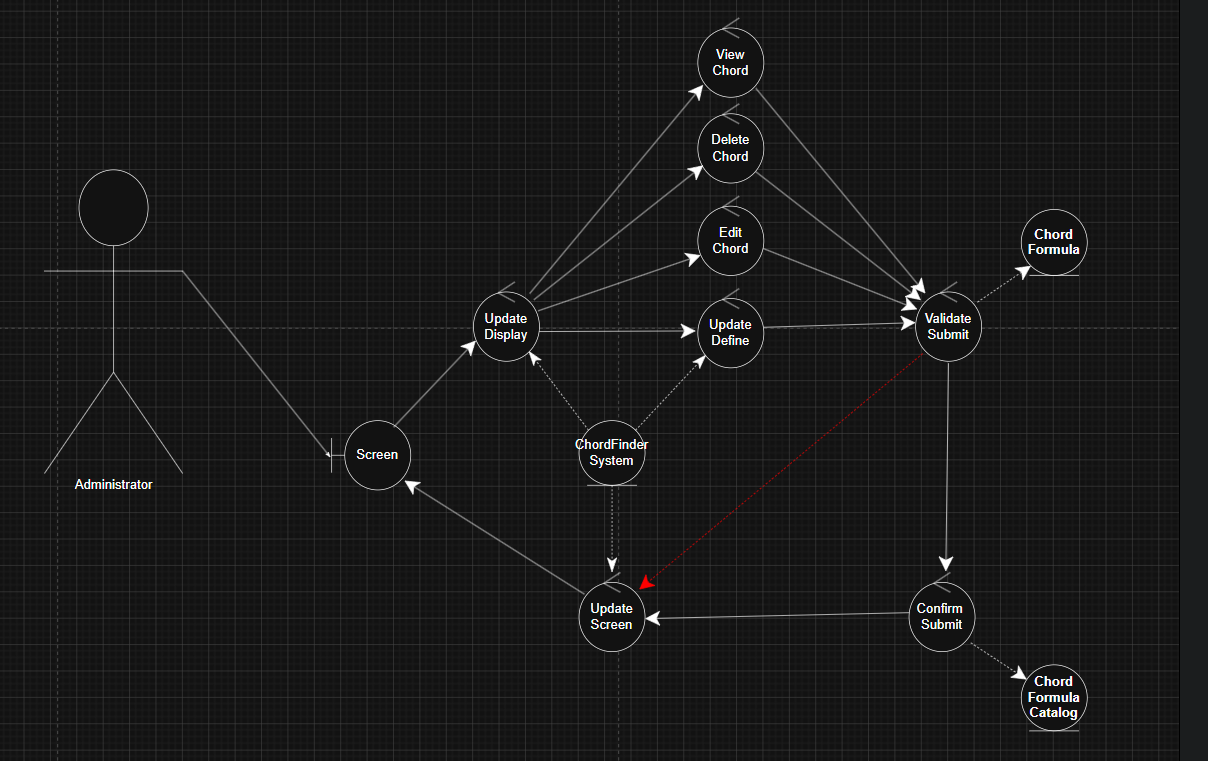 View
Chord
Delete
Chord
Edit
Chord
Chord
Formula
Update
Display
Update
Define
Validate
Submit
Screen
ChordFinder
System
Administrator
Update
Screen
Confirm
Submit
Chord
Formula
Catalog